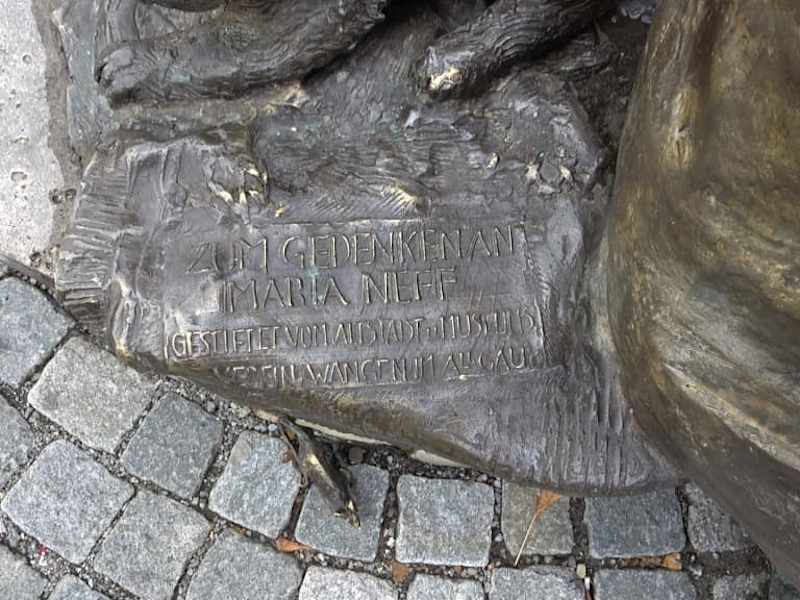 ZUM GEDENKEN AN
MARIA NEFF
GESTIFTET VOM ALTSTADT U MUSEUMS
VEREIN WANGEN IM ALLGÄU